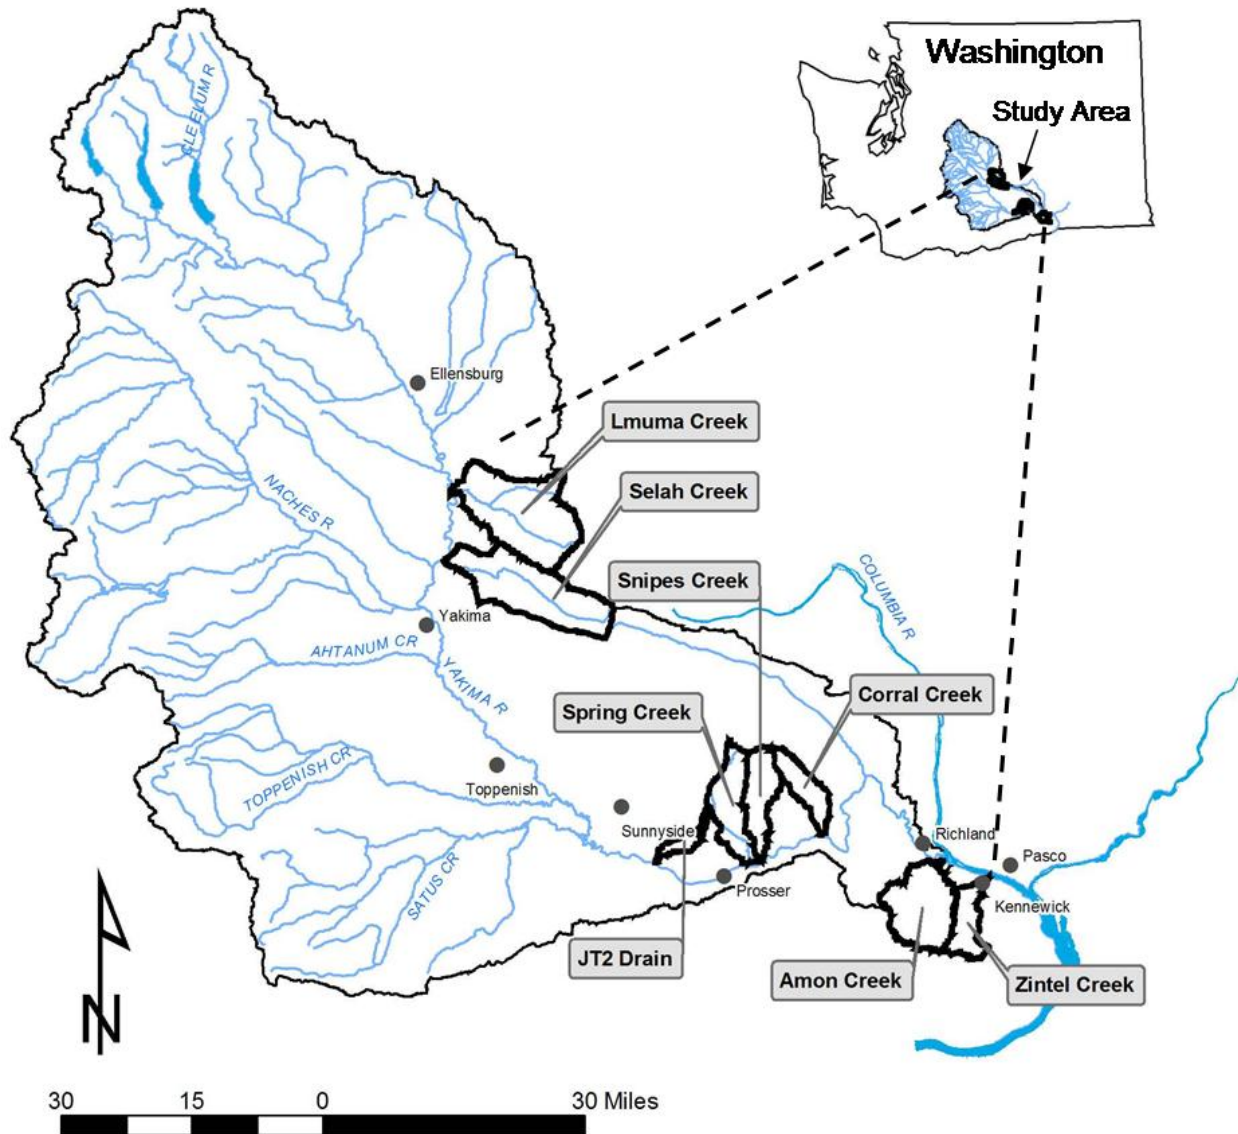 Washington
Study Area
CLE ELUM R
Ellensburg
Lmuma Creek
Selah Creek
NACHES R
Snipes Creek
COLUMBIA R
Yakima
AHTANUM CR
YAKIMA R
Corral Creek
Spring Creek
TOPPENISH CR
Toppenish
Sunnyside
Richland
Pasco
SATUS CR
Prosser
Kennewick
JT2 Drain
Amon Creek
Zintel Creek
N
30 15 0 30 Miles